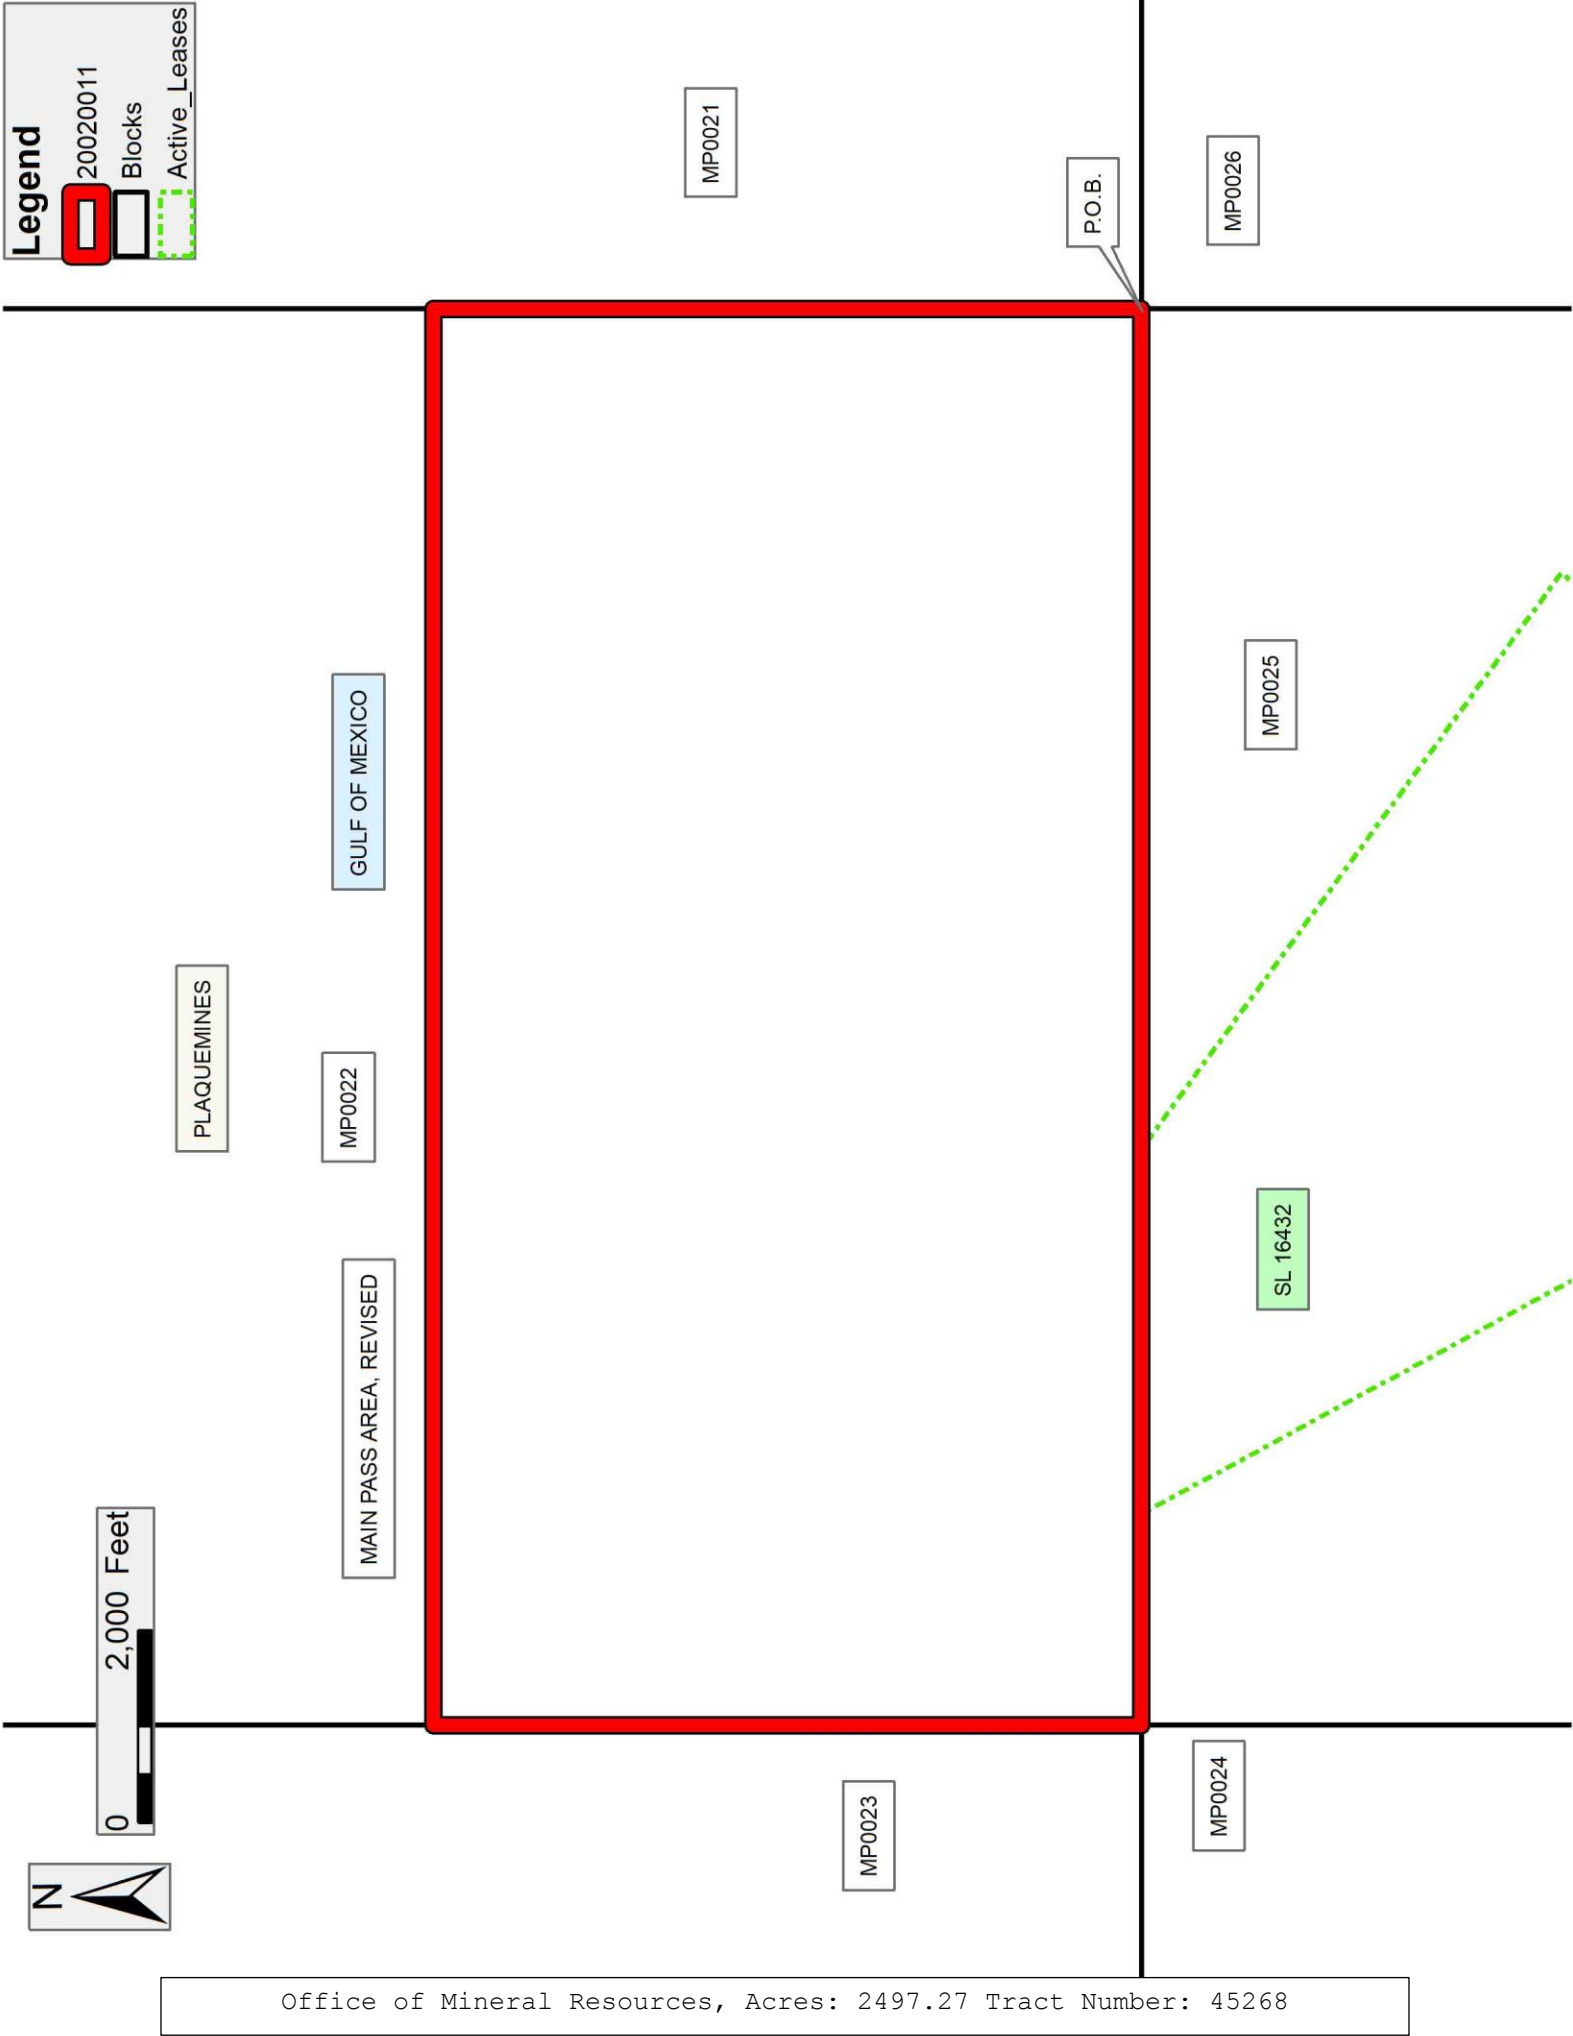 N
0 2,000 Feet
Legend
20020011
Blocks
Active_Leases
PLAQUEMINES
MAIN PASS AREA, REVISED
MP0022
GULF OF MEXICO
MP0021
MP0023
P.O.B.
MP0024
SL 16432
MP0025
MP0026
Office of Mineral Resources, Acres: 2497.27 Tract Number: 45268